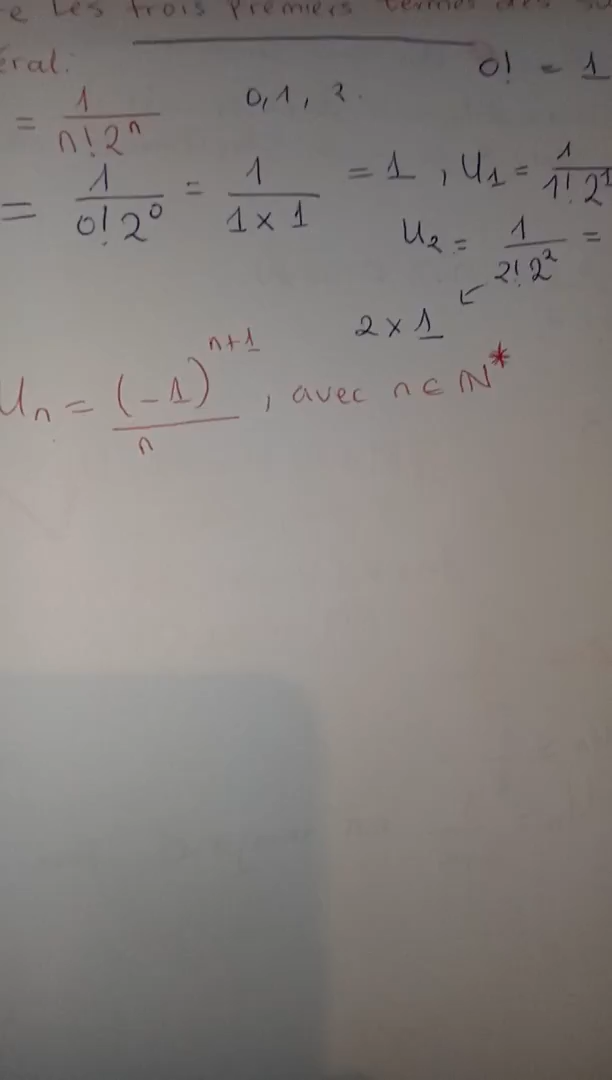 Les trois premiers termes des
éral:
0! = 1
= 1/(n! 2^n) 0, 1, 2.
= 1/(0! 2^0) = 1/(1 × 1) = 1, U1 = 1/(1! 2^1)
U2 = 1/(2! 2^2) =
2 × 1 ↙
Un = (-1)^(n+1)/n, avec n ∈ ℕ*